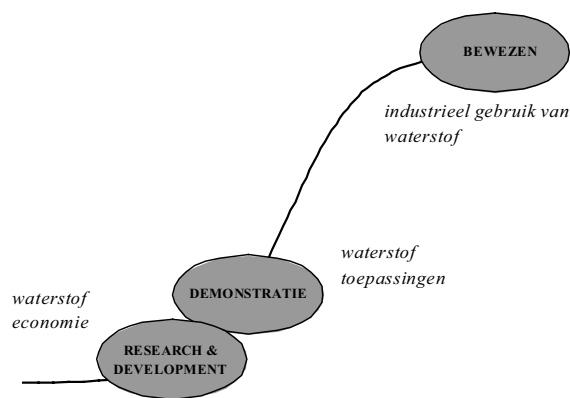 BEWEZEN
industrieel gebruik van
waterstof
waterstof
toepassingen
DEMONSTRATIE
waterstof
economie
RESEARCH &
DEVELOPMENT